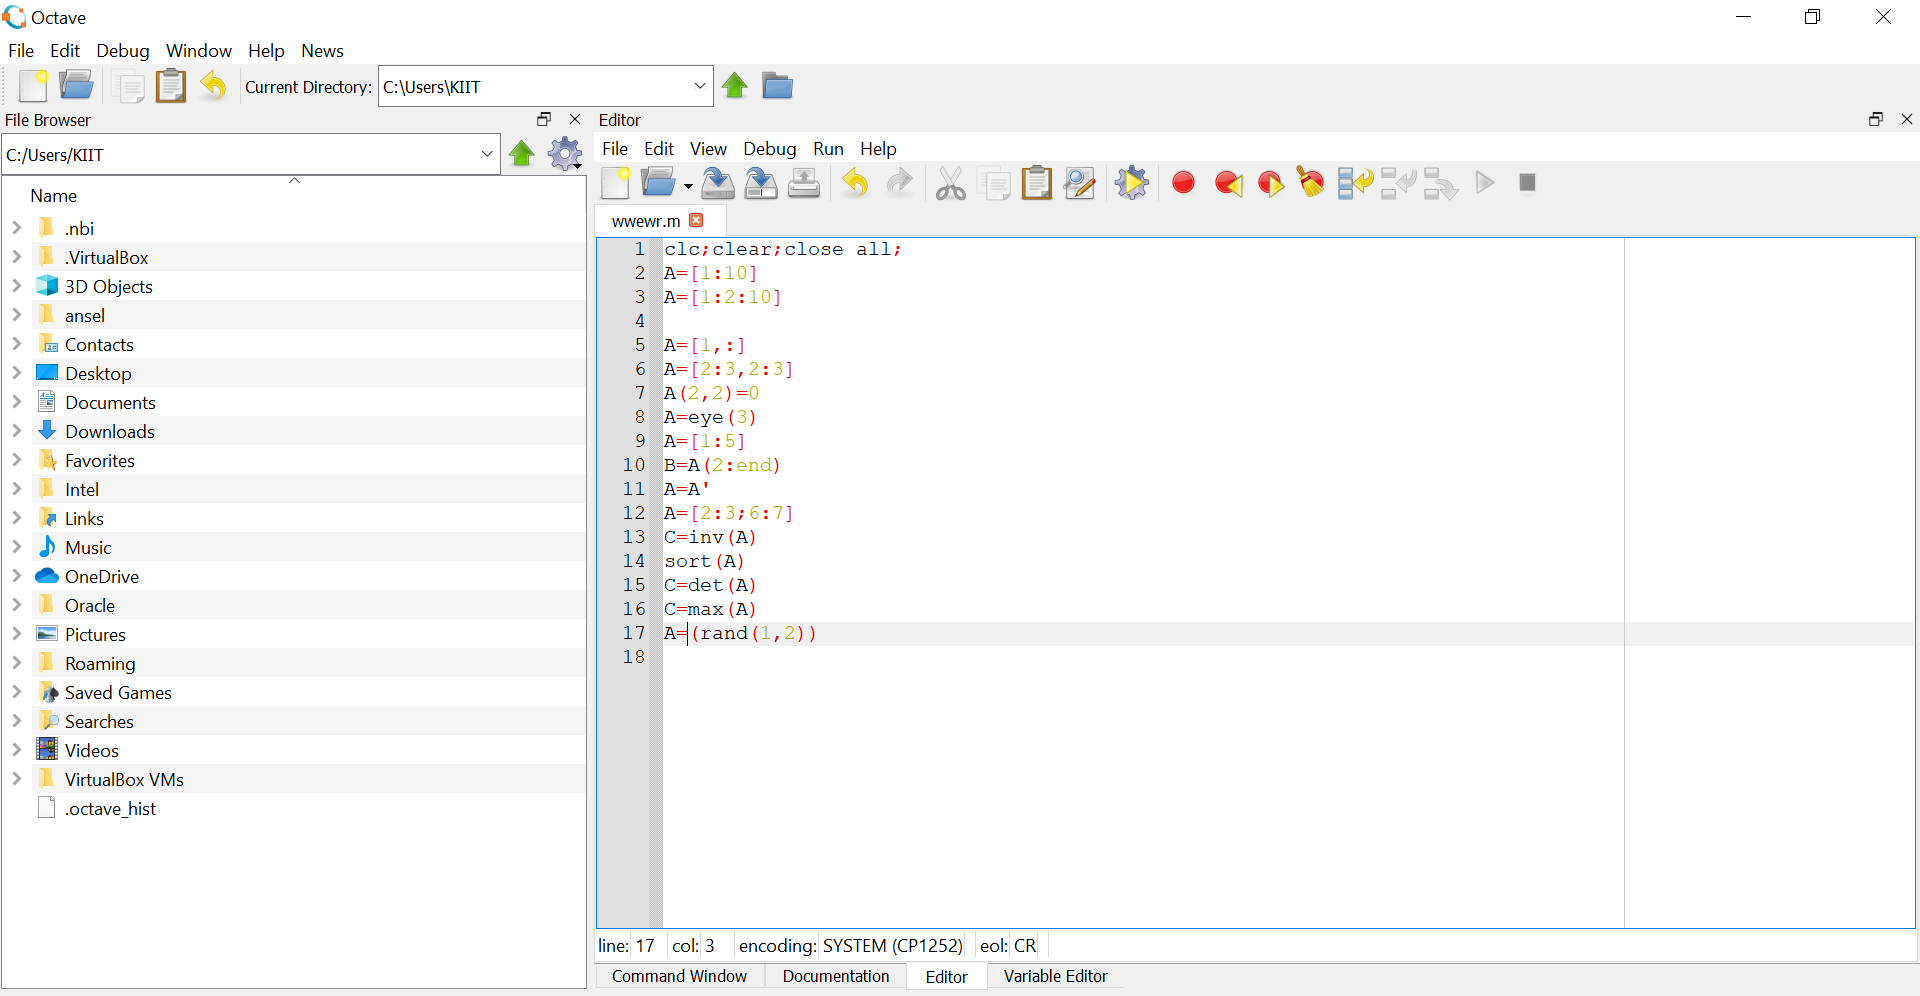 Octave
File Edit Debug Window Help News
Current Directory: C:\Users\KIIT
File Browser
C:/Users/KIIT
Name
.nbi
.VirtualBox
3D Objects
ansel
Contacts
Desktop
Documents
Downloads
Favorites
Intel
Links
Music
OneDrive
Oracle
Pictures
Roaming
Saved Games
Searches
Videos
VirtualBox VMs
.octave_hist
Editor
File Edit View Debug Run Help
wwewr.m
1 clc;clear;close all;
2 A=[1:10]
3 A=[1:2:10]
4
5 A=[1,:]
6 A=[2:3,2:3]
7 A(2,2)=0
8 A=eye(3)
9 A=[1:5]
10 B=A(2:end)
11 A=A'
12 A=[2:3;6:7]
13 C=inv(A)
14 sort(A)
15 C=det(A)
16 C=max(A)
17 A=(rand(1,2))
18
line: 17 col: 3 encoding: SYSTEM (CP1252) eol: CR
Command Window Documentation Editor Variable Editor